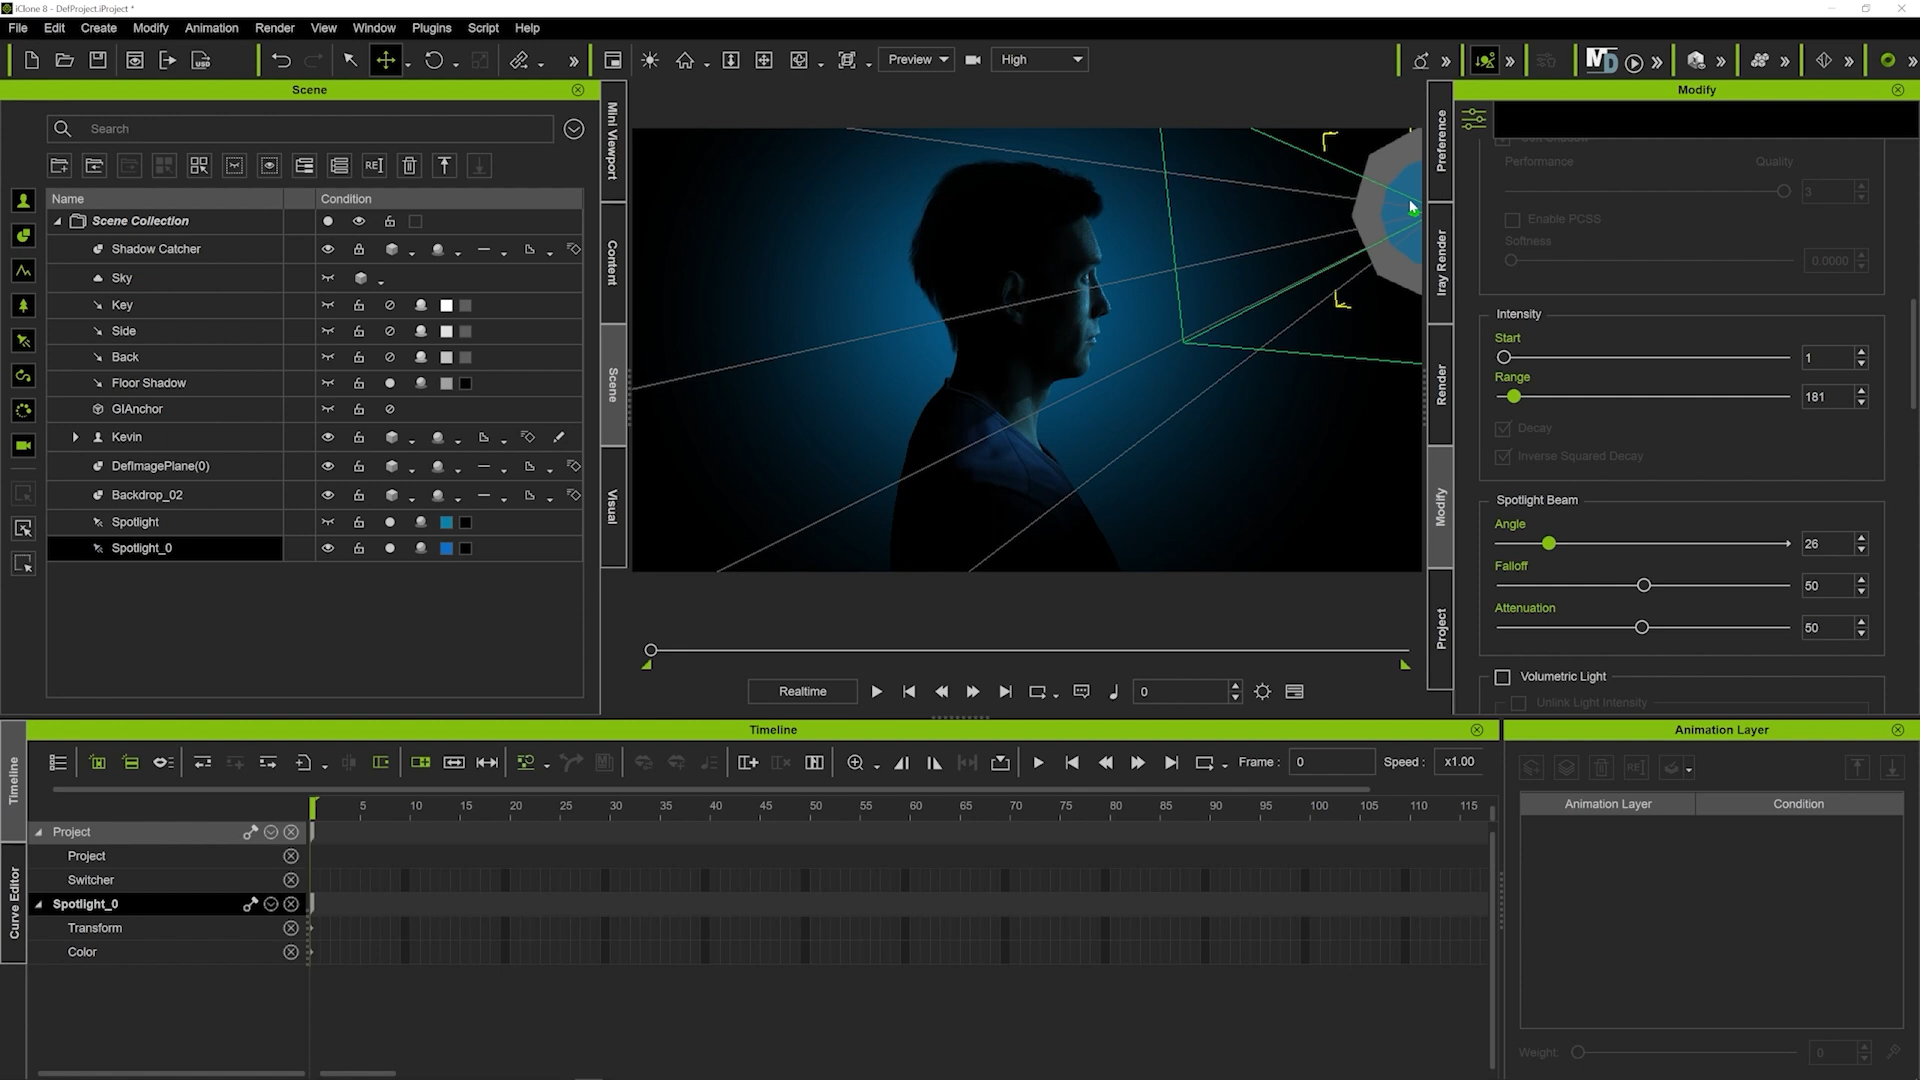 iClone 8 - DefProject.iProject *
File Edit Create Modify Animation Render View Window Plugins Script Help
Preview High
Scene
Search
Name Condition
Scene Collection
Shadow Catcher
Sky
Key
Side
Back
Floor Shadow
GIAnchor
Kevin
DefImagePlane(0)
Backdrop_02
Spotlight
Spotlight_0
Mini Viewport
Content
Scene
Visual
Preference
Iray Render
Render
Modify
Project
Modify
Performance Quality
3
Enable PCSS
Softness
0.0000
Intensity
Start
1
Range
181
Decay
Inverse Squared Decay
Spotlight Beam
Angle
26
Falloff
50
Attenuation
50
Volumetric Light
Unlink Light Intensity
Realtime 0
Timeline
Timeline
Curve Editor
Frame : 0 Speed : x1.00
5 10 15 20 25 30 35 40 45 50 55 60 65 70 75 80 85 90 95 100 105 110 115
Project
Project
Switcher
Spotlight_0
Transform
Color
Animation Layer
Animation Layer Condition
Weight: 0